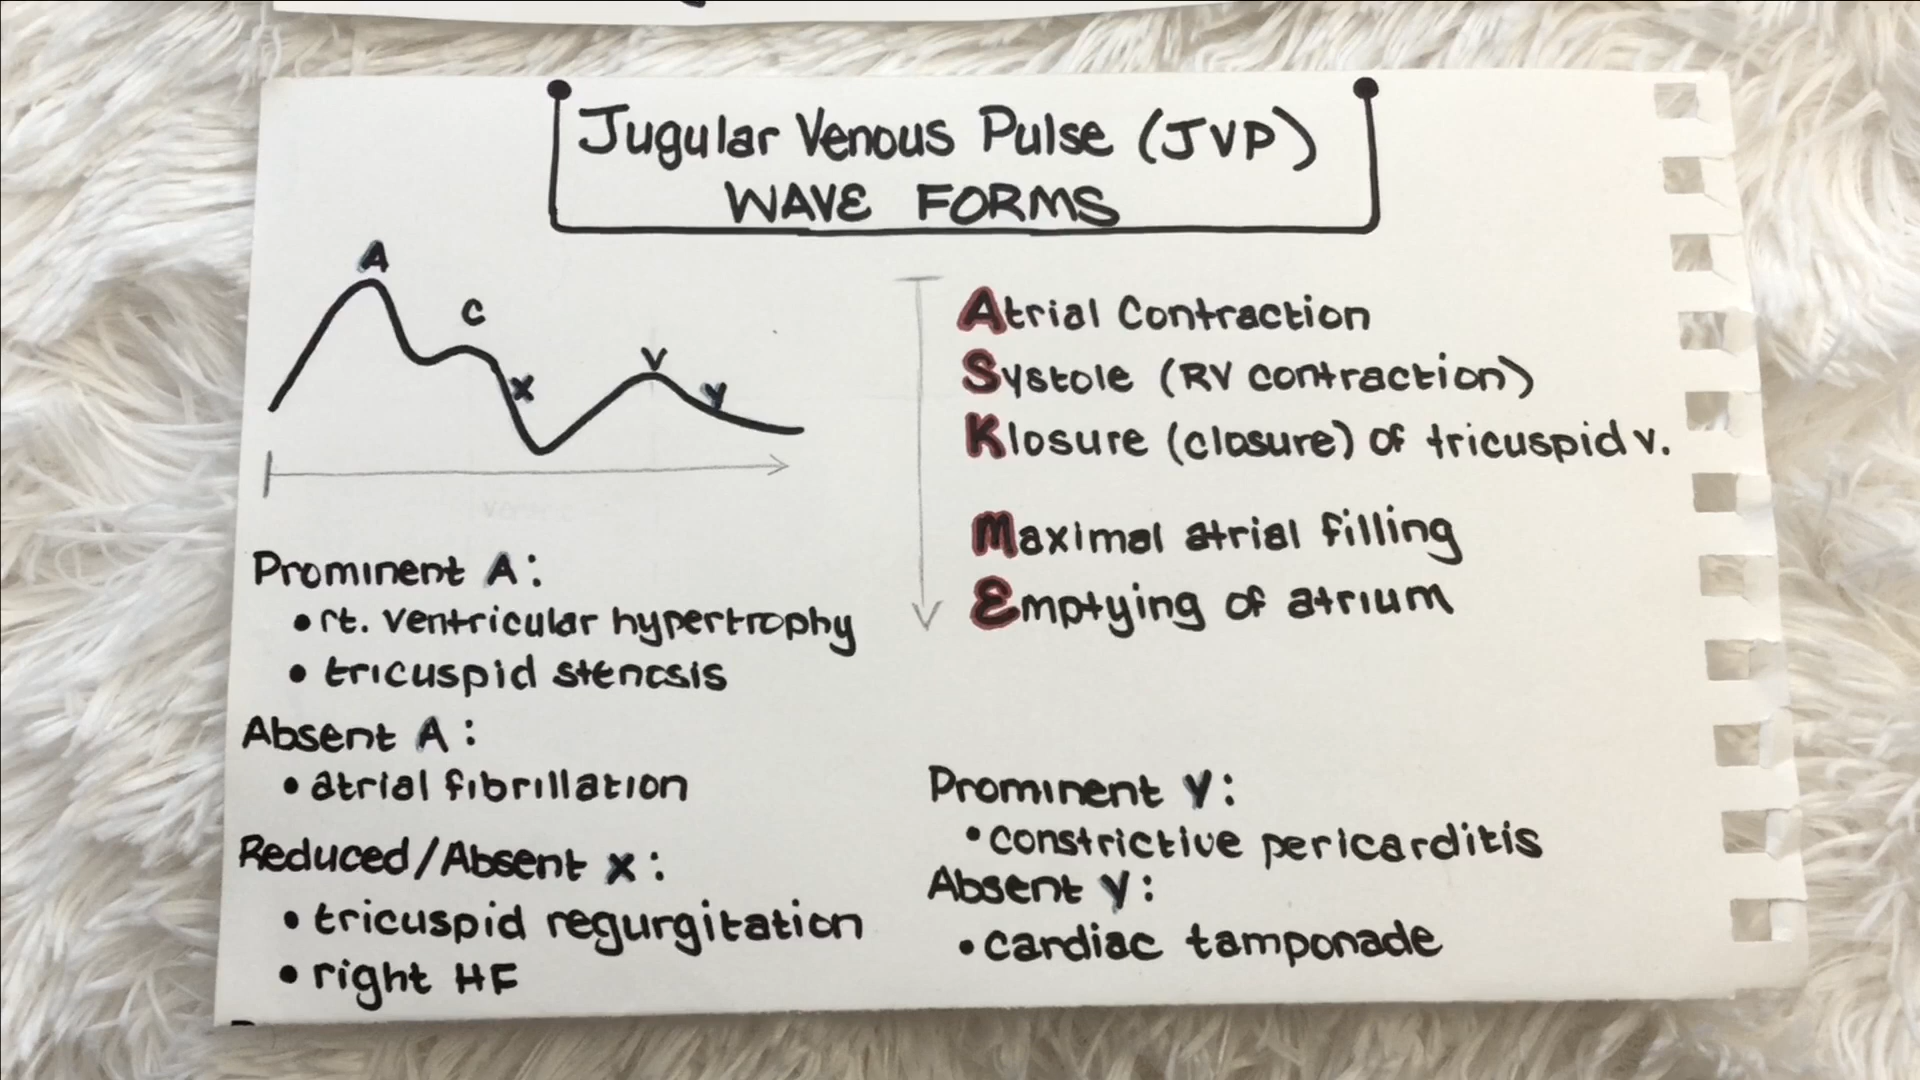 Jugular Venous Pulse (JVP)
WAVE FORMS
A
C
X
V
Y
Atrial Contraction
Systole (RV contraction)
Klosure (closure) of tricuspid v.
Maximal atrial filling
Emptying of atrium
Prominent A:
• rt. ventricular hypertrophy
• tricuspid stenosis
Absent A:
• atrial fibrillation
Reduced/Absent X:
• tricuspid regurgitation
• right HF
Prominent Y:
• constrictive pericarditis
Absent Y:
• cardiac tamponade